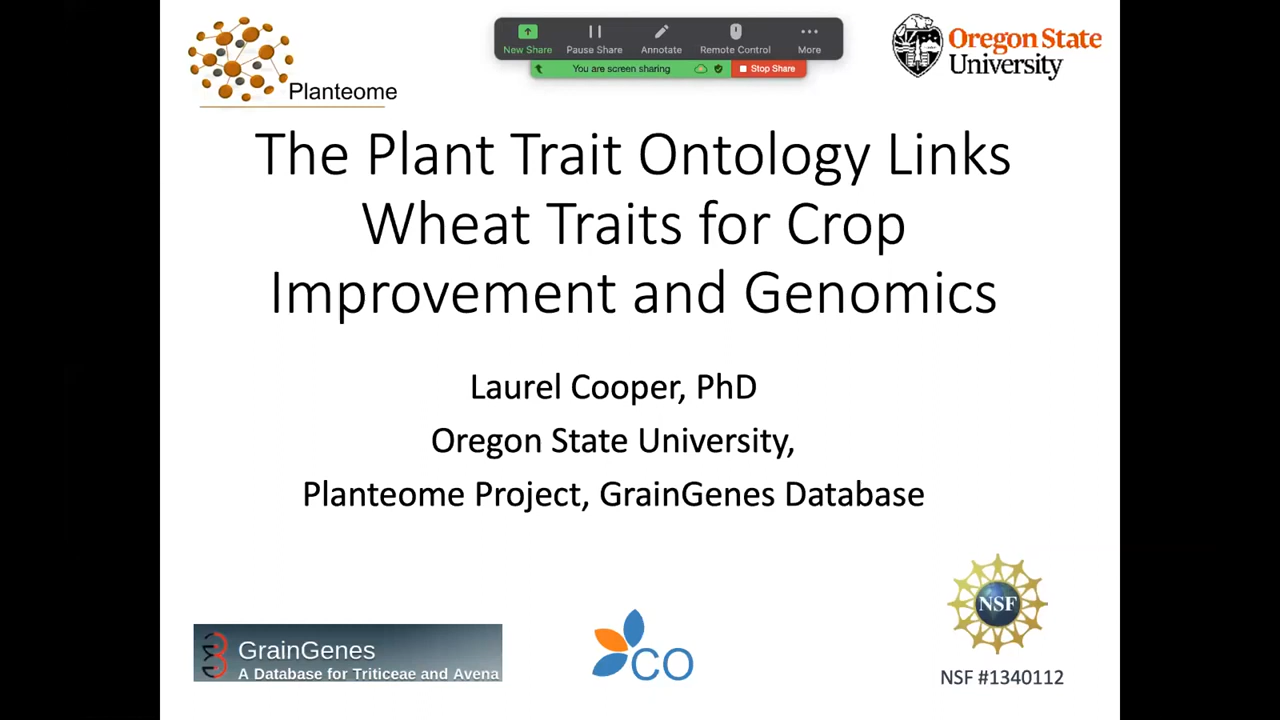 New Share
Pause Share
Annotate
Remote Control
More
You are screen sharing
Stop Share
Planteome
Oregon State
University
The Plant Trait Ontology Links
Wheat Traits for Crop
Improvement and Genomics
Laurel Cooper, PhD
Oregon State University,
Planteome Project, GrainGenes Database
GrainGenes
A Database for Triticeae and Avena
CO
NSF
NSF #1340112